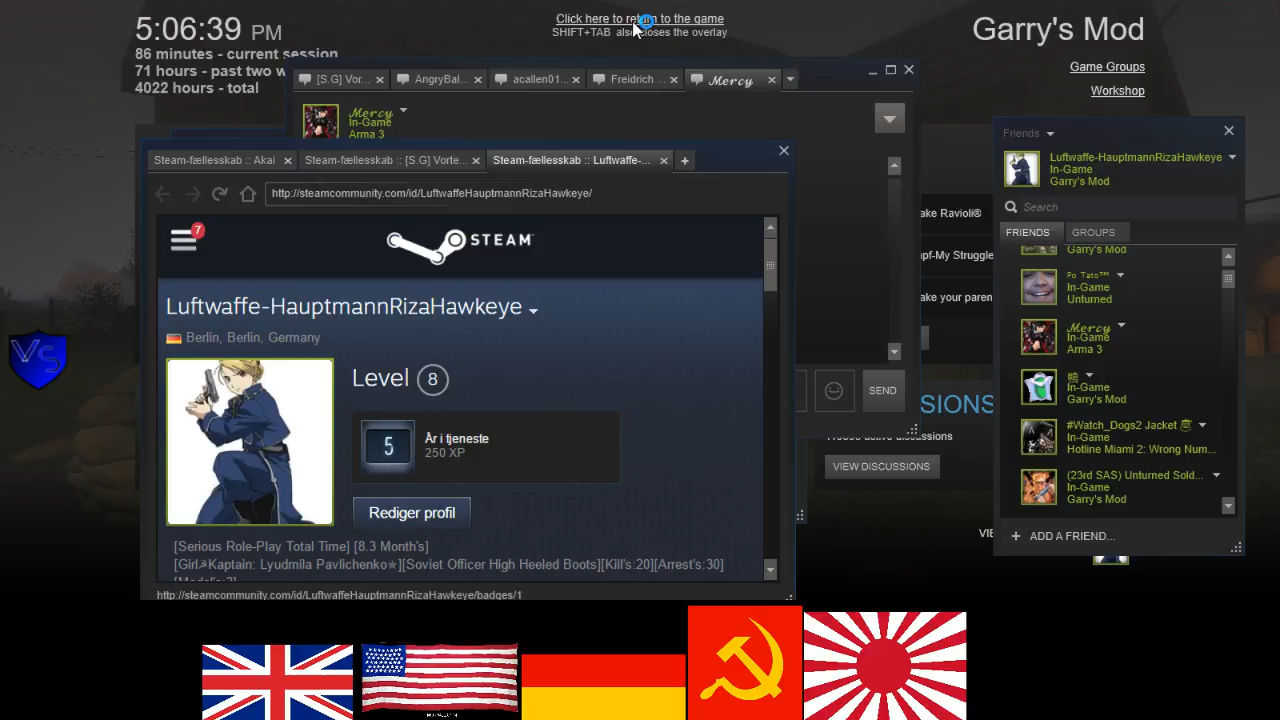 5:06:39 PM
86 minutes - current session
71 hours - past two w
4022 hours - total
Click here to return to the game
SHIFT+TAB also closes the overlay
Garry's Mod
Game Groups
Workshop
[S.G] Vor...
AngryBal...
acallen01...
Freidrich ...
Mercy
Mercy
In-Game
Arma 3
Steam-fællesskab :: Akai
Steam-fællesskab :: [S.G] Vorte...
Steam-fællesskab :: Luftwaffe-...
http://steamcommunity.com/id/LuftwaffeHauptmannRizaHawkeye/
7
STEAM
Luftwaffe-HauptmannRizaHawkeye
Berlin, Berlin, Germany
Level 8
5
År i tjeneste
250 XP
Rediger profil
[Serious Role-Play Total Time] [8.3 Month's]
[Girl☭Kaptain: Lyudmila Pavlichenko★][Soviet Officer High Heeled Boots][Kill's:20][Arrest's:30]
http://steamcommunity.com/id/LuftwaffeHauptmannRizaHawkeye/badges/1
SEND
ake Ravioli®
pf-My Struggle
ake your paren
SIONS
VIEW DISCUSSIONS
VIE
Friends
Luftwaffe-HauptmannRizaHawkeye
In-Game
Garry's Mod
Search
FRIENDS
GROUPS
Garry's Mod
Po Tato™
In-Game
Unturned
Mercy
In-Game
Arma 3
In-Game
Garry's Mod
#Watch_Dogs2 Jacket
In-Game
Hotline Miami 2: Wrong Num...
(23rd SAS) Unturned Sold...
In-Game
Garry's Mod
+ ADD A FRIEND...
VS